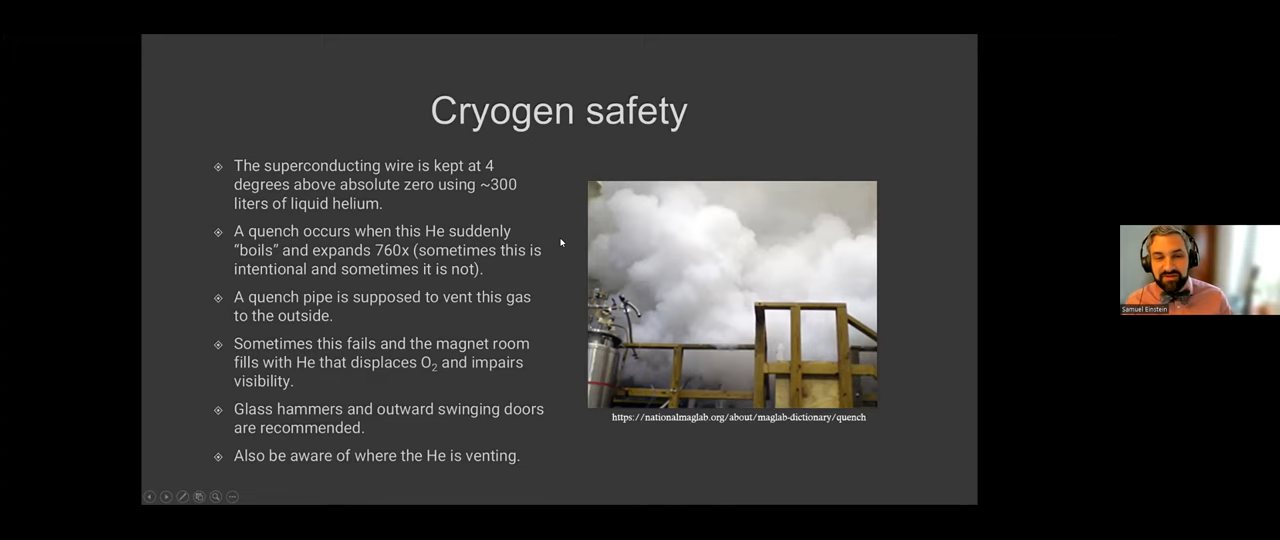 Cryogen safety
The superconducting wire is kept at 4
degrees above absolute zero using ~300
liters of liquid helium.
A quench occurs when this He suddenly
“boils” and expands 760x (sometimes this is
intentional and sometimes it is not).
A quench pipe is supposed to vent this gas
to the outside.
Sometimes this fails and the magnet room
fills with He that displaces O₂ and impairs
visibility.
Glass hammers and outward swinging doors
are recommended.
Also be aware of where the He is venting.
https://nationalmaglab.org/about/maglab-dictionary/quench
Samuel Einstein